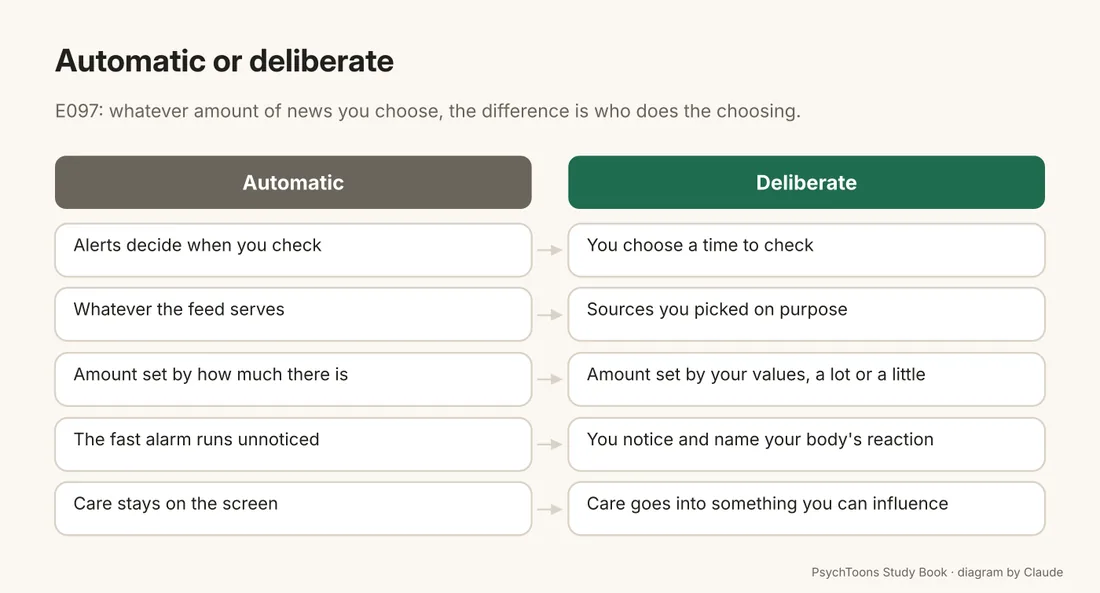 Automatic or deliberate
E097: whatever amount of news you choose, the difference is who does the choosing.
Automatic
Deliberate
Alerts decide when you check
You choose a time to check
Whatever the feed serves
Sources you picked on purpose
Amount set by how much there is
Amount set by your values, a lot or a little
The fast alarm runs unnoticed
You notice and name your body's reaction
Care stays on the screen
Care goes into something you can influence
PsychToons Study Book · diagram by Claude